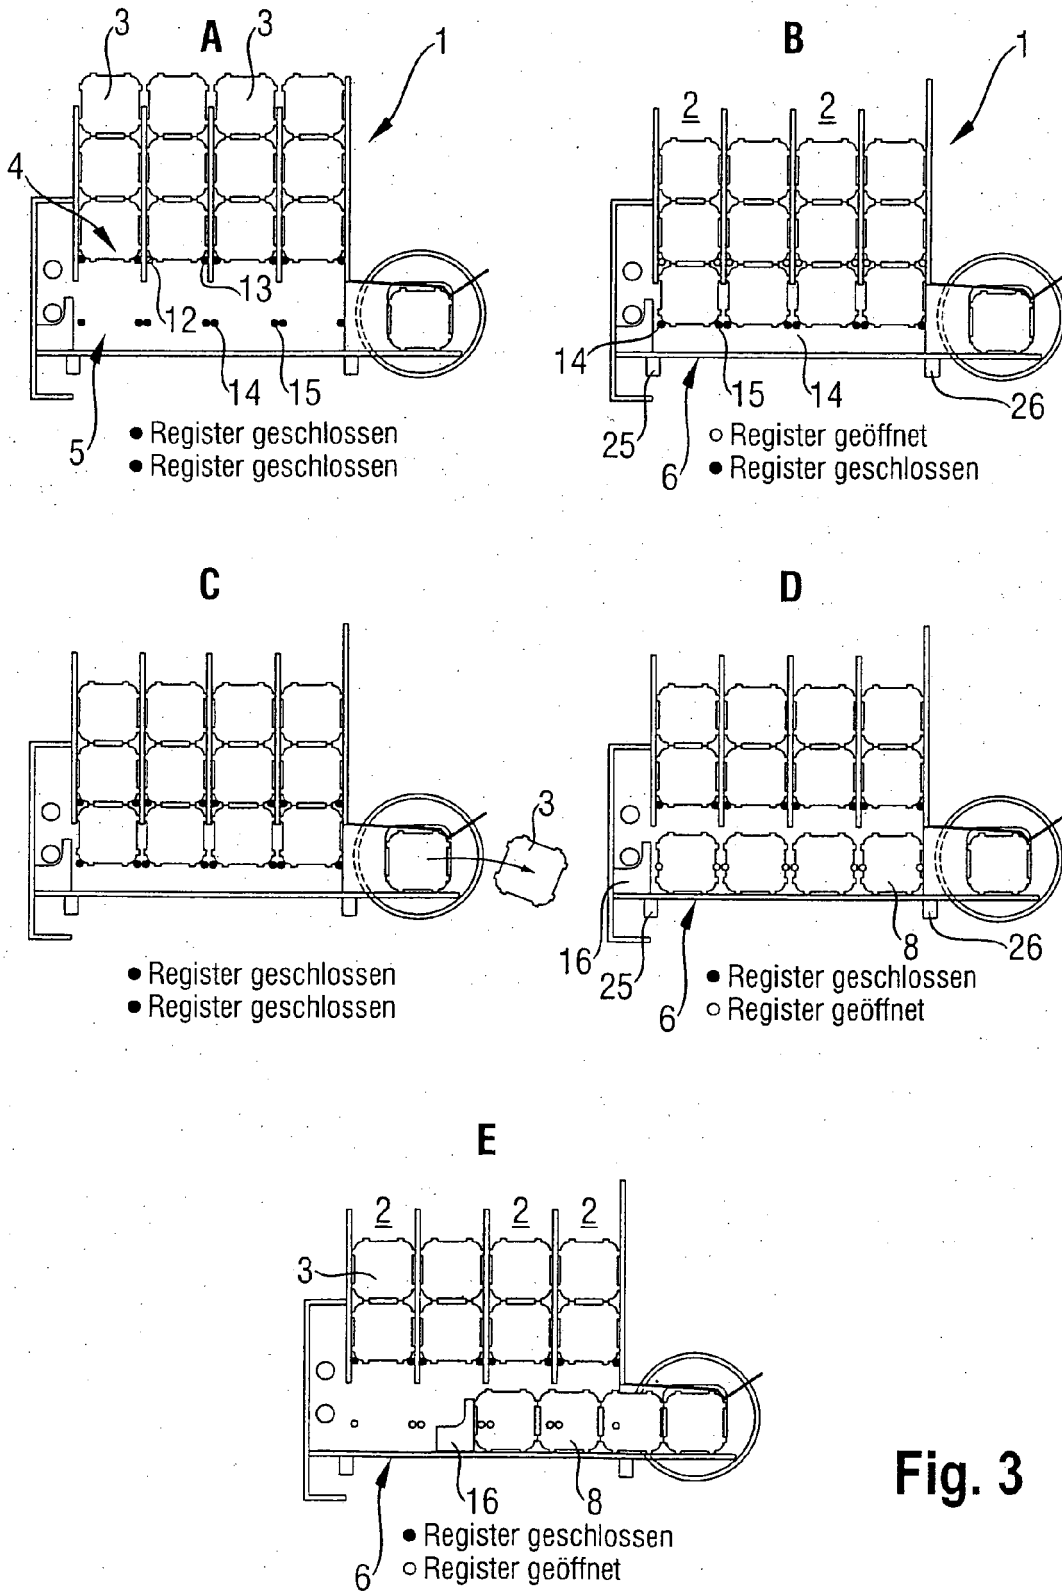 A
B
3
3
1
4
12
13
5
14
15
● Register geschlossen
● Register geschlossen
2
2
1
14
25
6
15
14
26
○ Register geöffnet
● Register geschlossen
C
D
3
● Register geschlossen
● Register geschlossen
16
25
6
8
26
● Register geschlossen
○ Register geöffnet
E
2
2
2
3
6
16
8
● Register geschlossen
○ Register geöffnet
Fig. 3